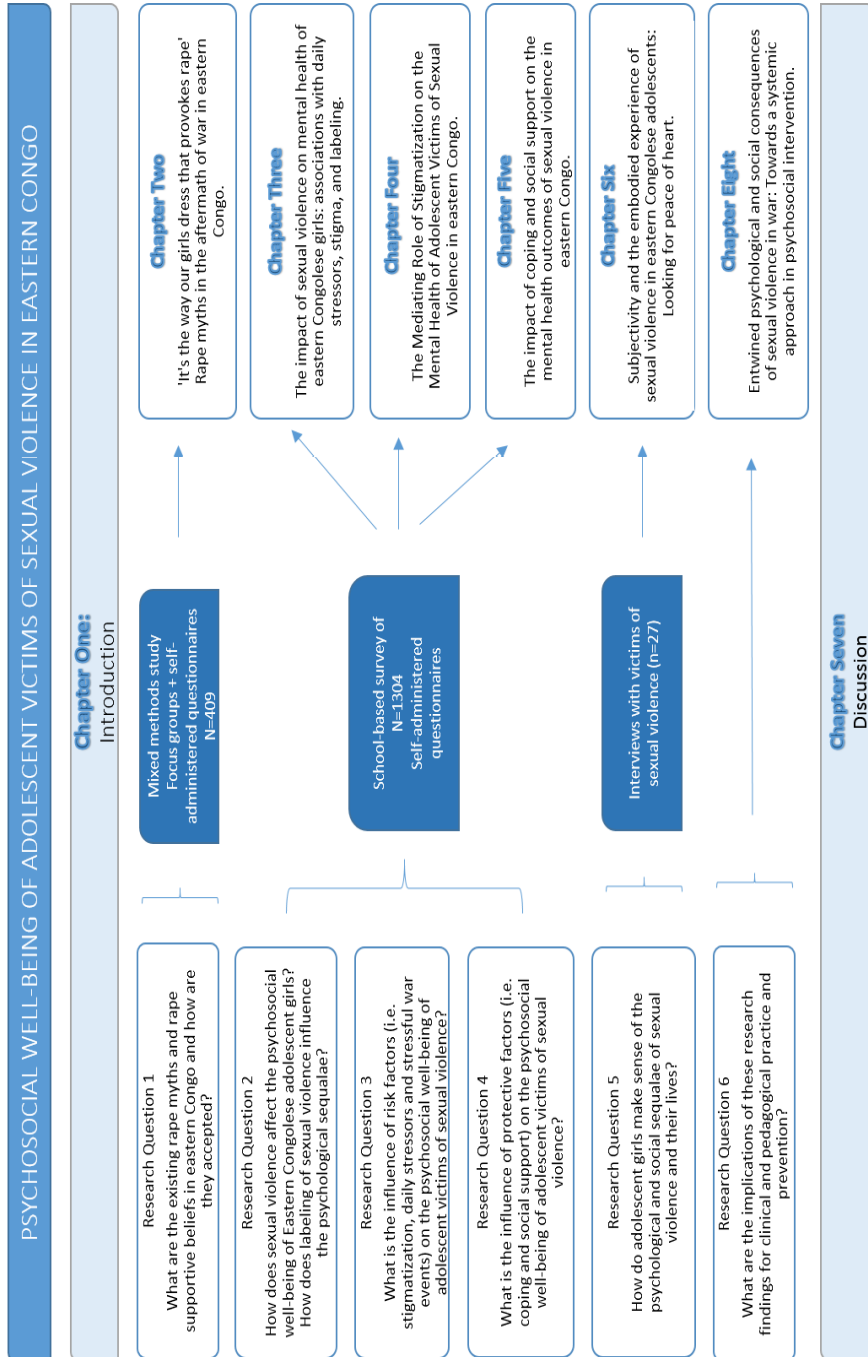 PSYCHOSOCIAL WELL-BEING OF ADOLESCENT VICTIMS OF SEXUAL VIOLENCE IN EASTERN CONGO
Chapter One:
Introduction
Research Question 1
What are the existing rape myths and rape
supportive beliefs in eastern Congo and how are
they accepted?
Research Question 2
How does sexual violence affect the psychosocial
well-being of Eastern Congolese adolescent girls?
How does labeling of sexual violence influence
the psychological sequalae?
Research Question 3
What is the influence of risk factors (i.e.
stigmatization, daily stressors and stressful war
events) on the psychosocial well-being of
adolescent victims of sexual violence?
Research Question 4
What is the influence of protective factors (i.e.
coping and social support) on the psychosocial
well-being of adolescent victims of sexual
violence?
Research Question 5
How do adolescent girls make sense of the
psychological and social sequalae of sexual
violence and their lives?
Research Question 6
What are the implications of these research
findings for clinical and pedagogical practice and
prevention?
Mixed methods study
Focus groups + self-
administered questionnaires
N=409
School-based survey of
N=1304
Self-administered
questionnaires
Interviews with victims of
sexual violence (n=27)
Chapter Two
'It's the way our girls dress that provokes rape'
Rape myths in the aftermath of war in eastern
Congo.
Chapter Three
The impact of sexual violence on mental health of
eastern Congolese girls: associations with daily
stressors, stigma, and labeling.
Chapter Four
The Mediating Role of Stigmatization on the
Mental Health of Adolescent Victims of Sexual
Violence in eastern Congo.
Chapter Five
The impact of coping and social support on the
mental health outcomes of sexual violence in
eastern Congo.
Chapter Six
Subjectivity and the embodied experience of
sexual violence in eastern Congolese adolescents:
Looking for peace of heart.
Chapter Eight
Entwined psychological and social consequences
of sexual violence in war: Towards a systemic
approach in psychosocial intervention.
Chapter Seven
Discussion